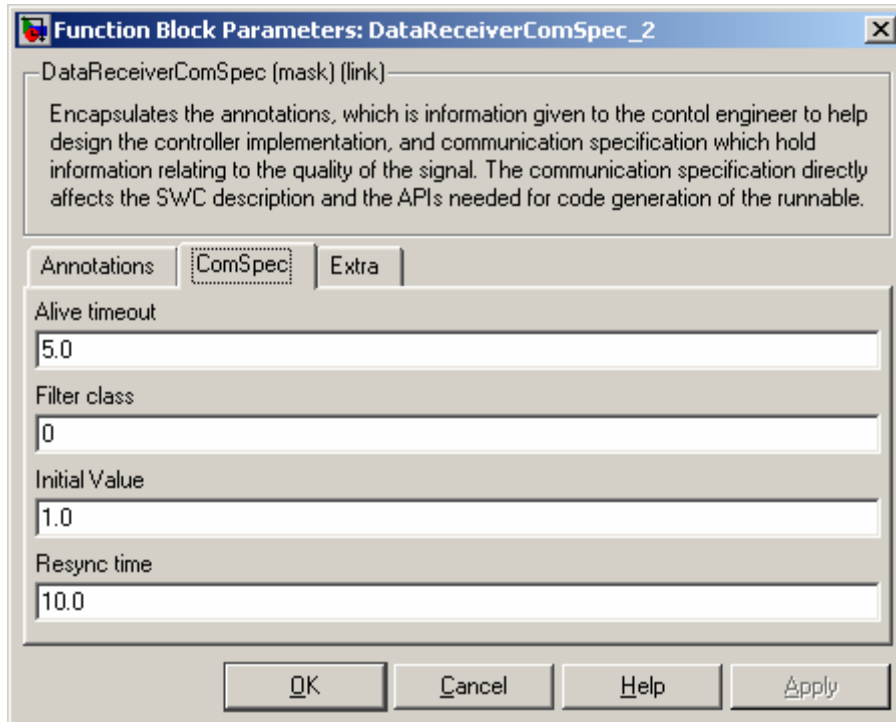 Function Block Parameters: DataReceiverComSpec_2
DataReceiverComSpec (mask) (link)
Encapsulates the annotations, which is information given to the contol engineer to help
design the controller implementation, and communication specification which hold
information relating to the quality of the signal. The communication specification directly
affects the SWC description and the APIs needed for code generation of the runnable.
Annotations ComSpec Extra
Alive timeout
5.0
Filter class
0
Initial Value
1.0
Resync time
10.0
OK Cancel Help Apply